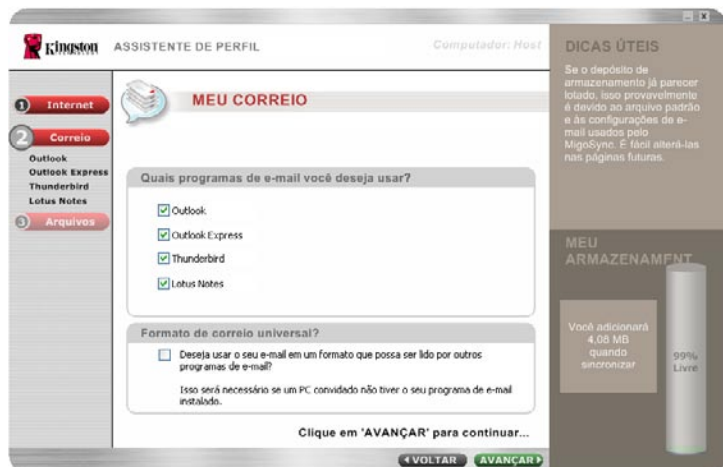 Kingston
ASSISTENTE DE PERFIL
Computador: Host
1 Internet
2 Correio
Outlook
Outlook Express
Thunderbird
Lotus Notes
3 Arquivos
MEU CORREIO
Quais programas de e-mail você deseja usar?
Outlook
Outlook Express
Thunderbird
Lotus Notes
Formato de correio universal?
Deseja usar o seu e-mail em um formato que possa ser lido por outros
programas de e-mail?
Isso será necessário se um PC convidado não tiver o seu programa de e-mail
instalado.
Clique em 'AVANÇAR' para continuar...
VOLTAR
AVANÇAR
DICAS ÚTEIS
Se o depósito de
armazenamento já parecer
lotado, isso provavelmente
é devido ao arquivo padrão
e às configurações de e-
mail usados pelo
MigoSync. É fácil alterá-las
nas páginas futuras.
MEU
ARMAZENAMENT
Você adicionará
4,08 MB
quando
sincronizar
99%
Livre